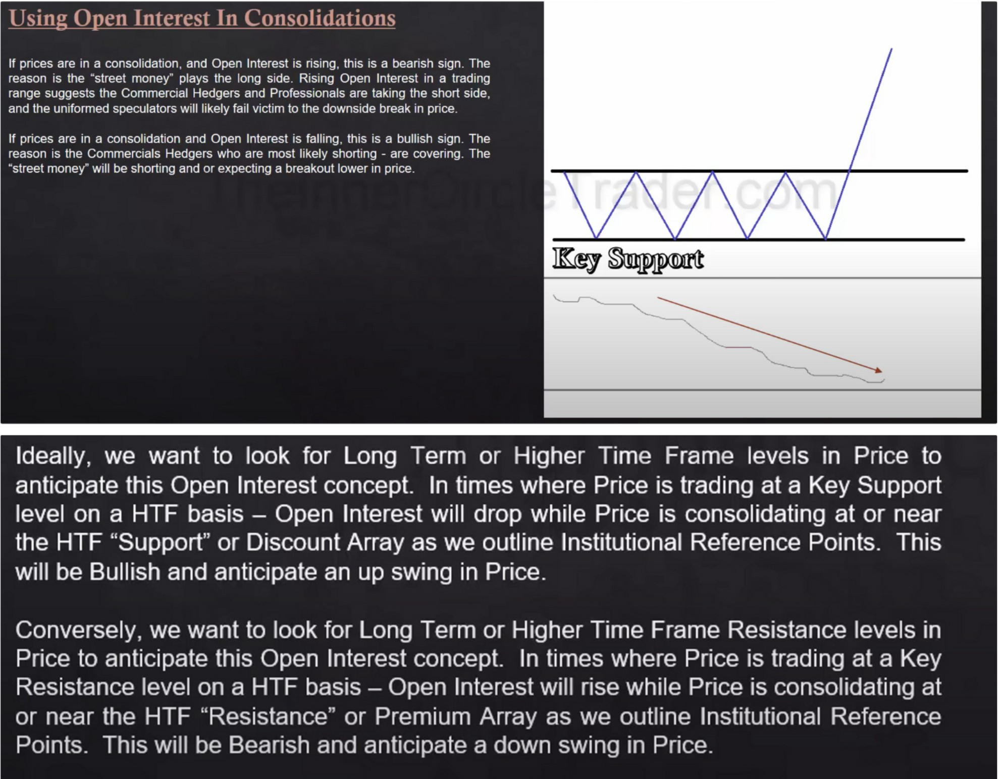 Using Open Interest In Consolidations
If prices are in a consolidation, and Open Interest is rising, this is a bearish sign. The
reason is the “street money” plays the long side. Rising Open Interest in a trading
range suggests the Commercial Hedgers and Professionals are taking the short side,
and the uniformed speculators will likely fail victim to the downside break in price.
If prices are in a consolidation and Open Interest is falling, this is a bullish sign. The
reason is the Commercials Hedgers who are most likely shorting - are covering. The
“street money” will be shorting and or expecting a breakout lower in price.
TheInnerCircleTrader.com
Key Support
Ideally, we want to look for Long Term or Higher Time Frame levels in Price to
anticipate this Open Interest concept. In times where Price is trading at a Key Support
level on a HTF basis – Open Interest will drop while Price is consolidating at or near
the HTF “Support” or Discount Array as we outline Institutional Reference Points. This
will be Bullish and anticipate an up swing in Price.
Conversely, we want to look for Long Term or Higher Time Frame Resistance levels in
Price to anticipate this Open Interest concept. In times where Price is trading at a Key
Resistance level on a HTF basis – Open Interest will rise while Price is consolidating at
or near the HTF “Resistance” or Premium Array as we outline Institutional Reference
Points. This will be Bearish and anticipate a down swing in Price.